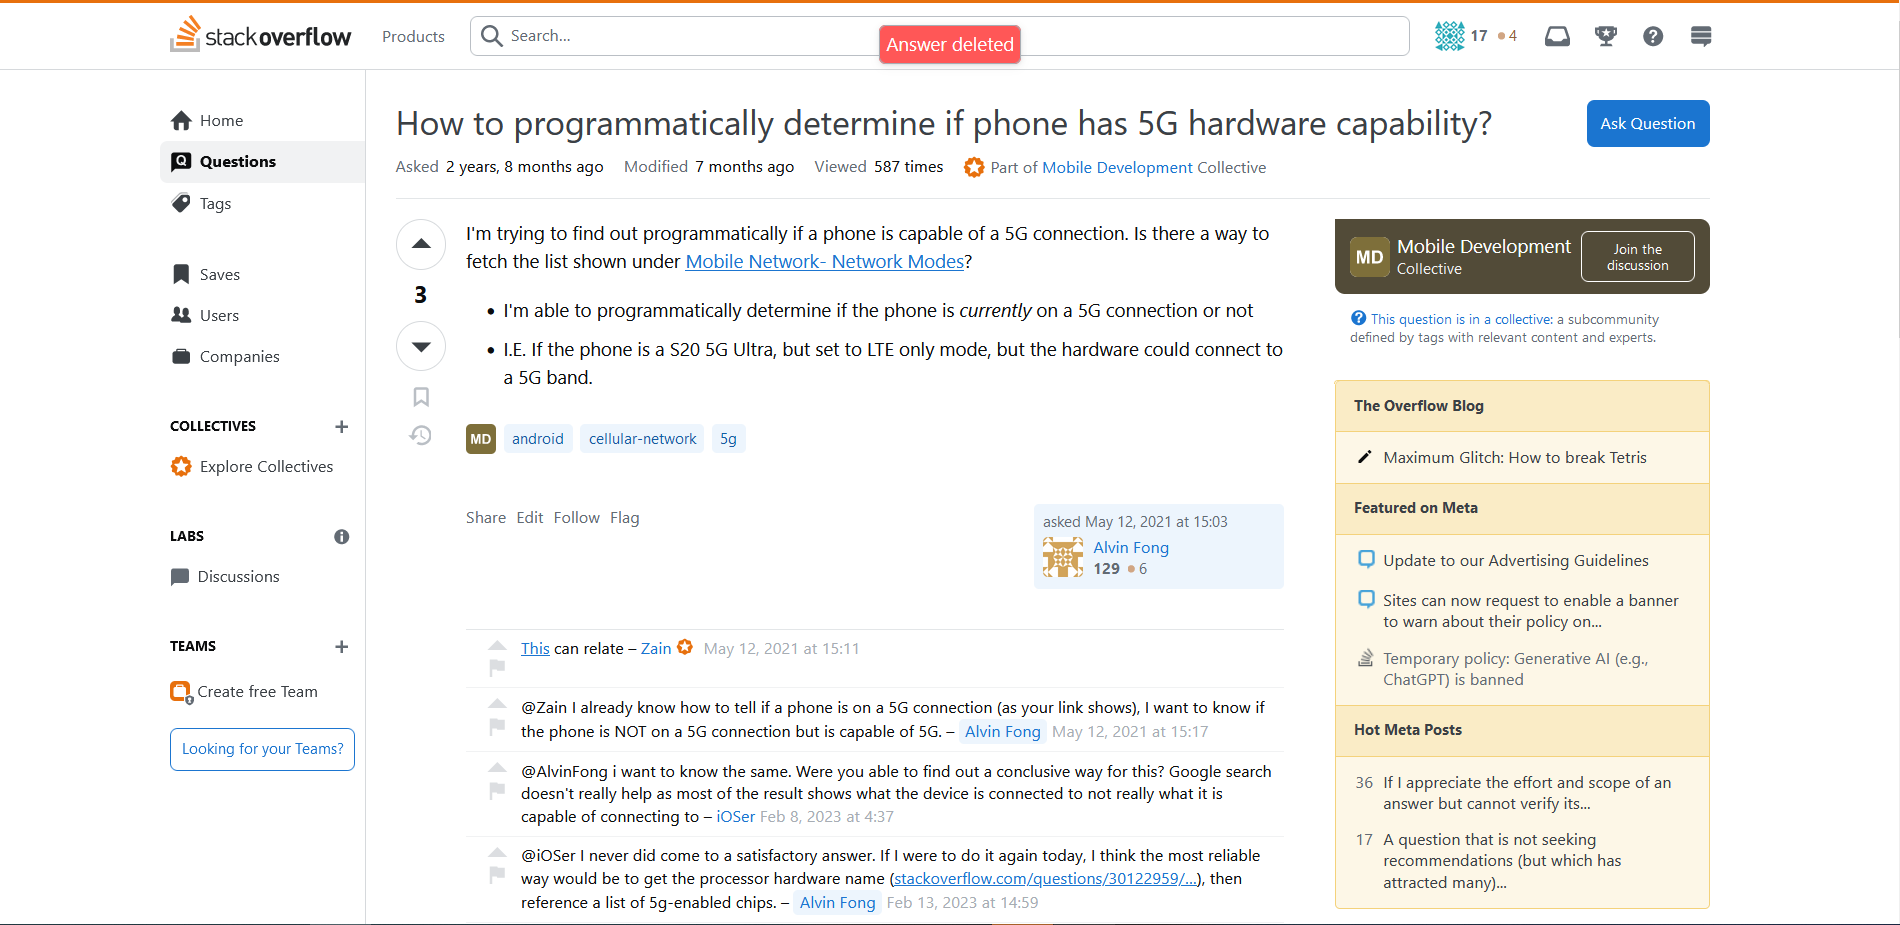 stackoverflow
Products
Search...
Answer deleted
17
4
Home
Questions
Tags
Saves
Users
Companies
COLLECTIVES
Explore Collectives
LABS
Discussions
TEAMS
Create free Team
Looking for your Teams?
How to programmatically determine if phone has 5G hardware capability?
Ask Question
Asked 2 years, 8 months ago Modified 7 months ago Viewed 587 times Part of Mobile Development Collective
3
I'm trying to find out programmatically if a phone is capable of a 5G connection. Is there a way to
fetch the list shown under Mobile Network- Network Modes?
• I'm able to programmatically determine if the phone is currently on a 5G connection or not
• I.E. If the phone is a S20 5G Ultra, but set to LTE only mode, but the hardware could connect to
a 5G band.
MD android cellular-network 5g
Share Edit Follow Flag
asked May 12, 2021 at 15:03
Alvin Fong
129 6
This can relate – Zain May 12, 2021 at 15:11
@Zain I already know how to tell if a phone is on a 5G connection (as your link shows), I want to know if
the phone is NOT on a 5G connection but is capable of 5G. – Alvin Fong May 12, 2021 at 15:17
@AlvinFong i want to know the same. Were you able to find out a conclusive way for this? Google search
doesn't really help as most of the result shows what the device is connected to not really what it is
capable of connecting to – iOSer Feb 8, 2023 at 4:37
@iOSer I never did come to a satisfactory answer. If I were to do it again today, I think the most reliable
way would be to get the processor hardware name (stackoverflow.com/questions/30122959/...), then
reference a list of 5g-enabled chips. – Alvin Fong Feb 13, 2023 at 14:59
MD
Mobile Development
Collective
Join the
discussion
This question is in a collective: a subcommunity
defined by tags with relevant content and experts.
The Overflow Blog
Maximum Glitch: How to break Tetris
Featured on Meta
Update to our Advertising Guidelines
Sites can now request to enable a banner
to warn about their policy on...
Temporary policy: Generative AI (e.g.,
ChatGPT) is banned
Hot Meta Posts
36 If I appreciate the effort and scope of an
answer but cannot verify its...
17 A question that is not seeking
recommendations (but which has
attracted many)...